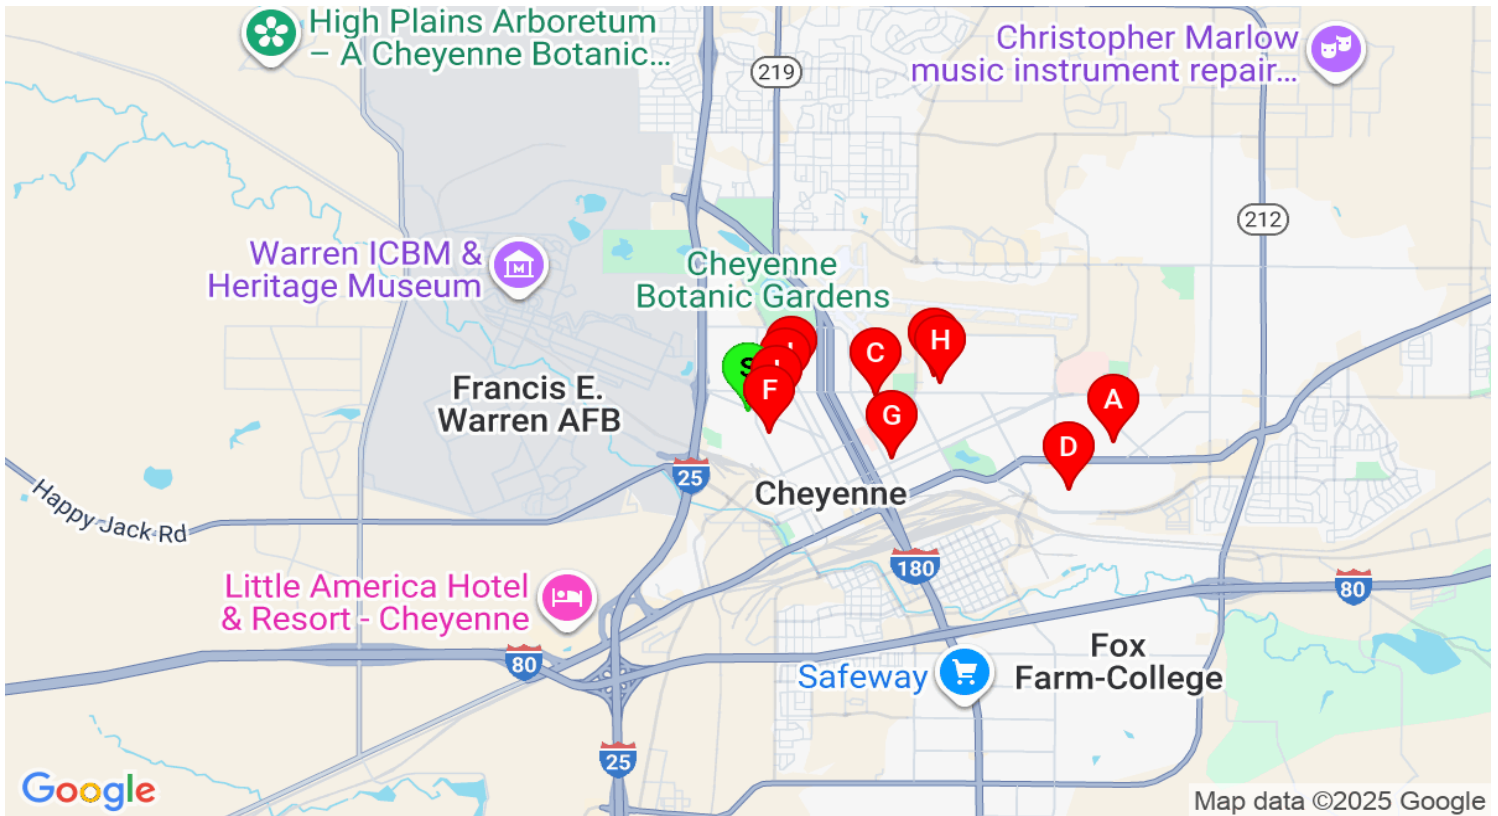 High Plains Arboretum
– A Cheyenne Botanic...
219
Christopher Marlow
music instrument repair...
212
Warren ICBM &
Heritage Museum
Cheyenne
Botanic Gardens
S
C
H
F
G
A
D
Francis E.
Warren AFB
25
Cheyenne
Happy Jack Rd
180
80
Little America Hotel
& Resort - Cheyenne
80
Fox
Farm-College
Safeway
25
Google
Map data ©2025 Google